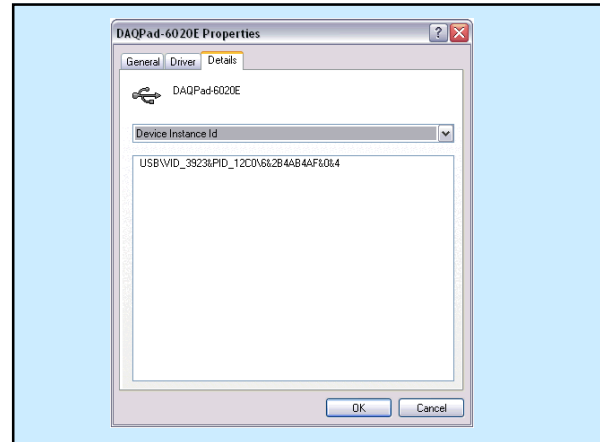 DAQPad-6020E Properties
General Driver Details
DAQPad-6020E
Device Instance Id
USB\VID_3923&PID_12C0\6&2B4AB4AF&0&4
OK Cancel